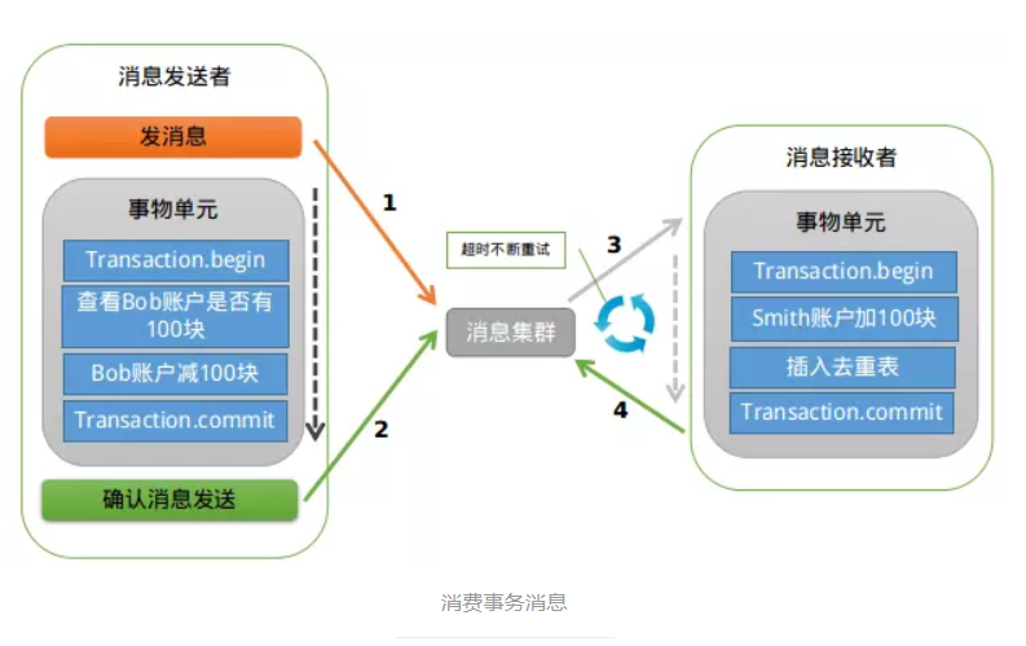 消息发送者
发消息
事物单元
Transaction.begin
查看Bob账户是否有
100块
Bob账户减100块
Transaction.commit
确认消息发送
1
2
超时不断重试
消息集群
3
4
消息接收者
事物单元
Transaction.begin
Smith账户加100块
插入去重表
Transaction.commit
消费事务消息